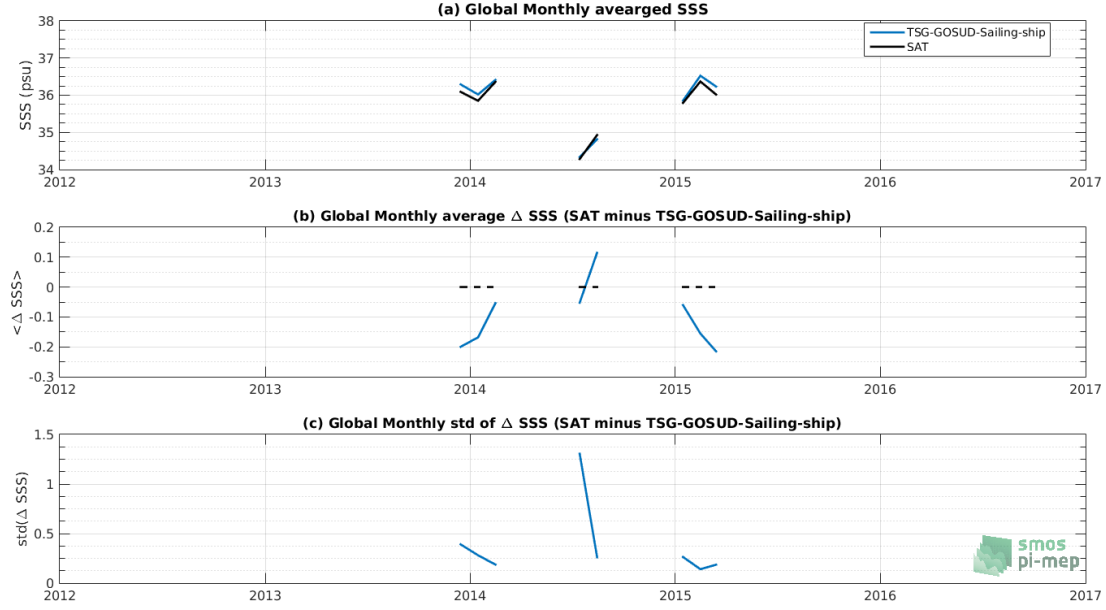 (a) Global Monthly avearged SSS
38
37
36
35
34
SSS (psu)
TSG-GOSUD-Sailing-ship
SAT
2012 2013 2014 2015 2016 2017
(b) Global Monthly average Δ SSS (SAT minus TSG-GOSUD-Sailing-ship)
0.2
0.1
0
-0.1
-0.2
-0.3
<Δ SSS>
2012 2013 2014 2015 2016 2017
(c) Global Monthly std of Δ SSS (SAT minus TSG-GOSUD-Sailing-ship)
1.5
1
0.5
0
std(Δ SSS)
smos
pi-mep
2012 2013 2014 2015 2016 2017